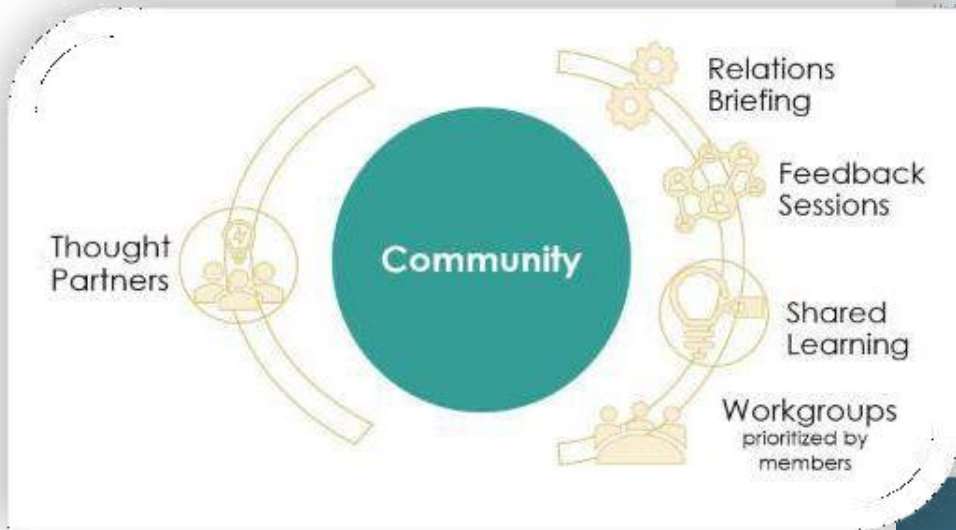 Thought
Partners
Community
Relations
Briefing
Feedback
Sessions
Shared
Learning
Workgroups
prioritized by
members